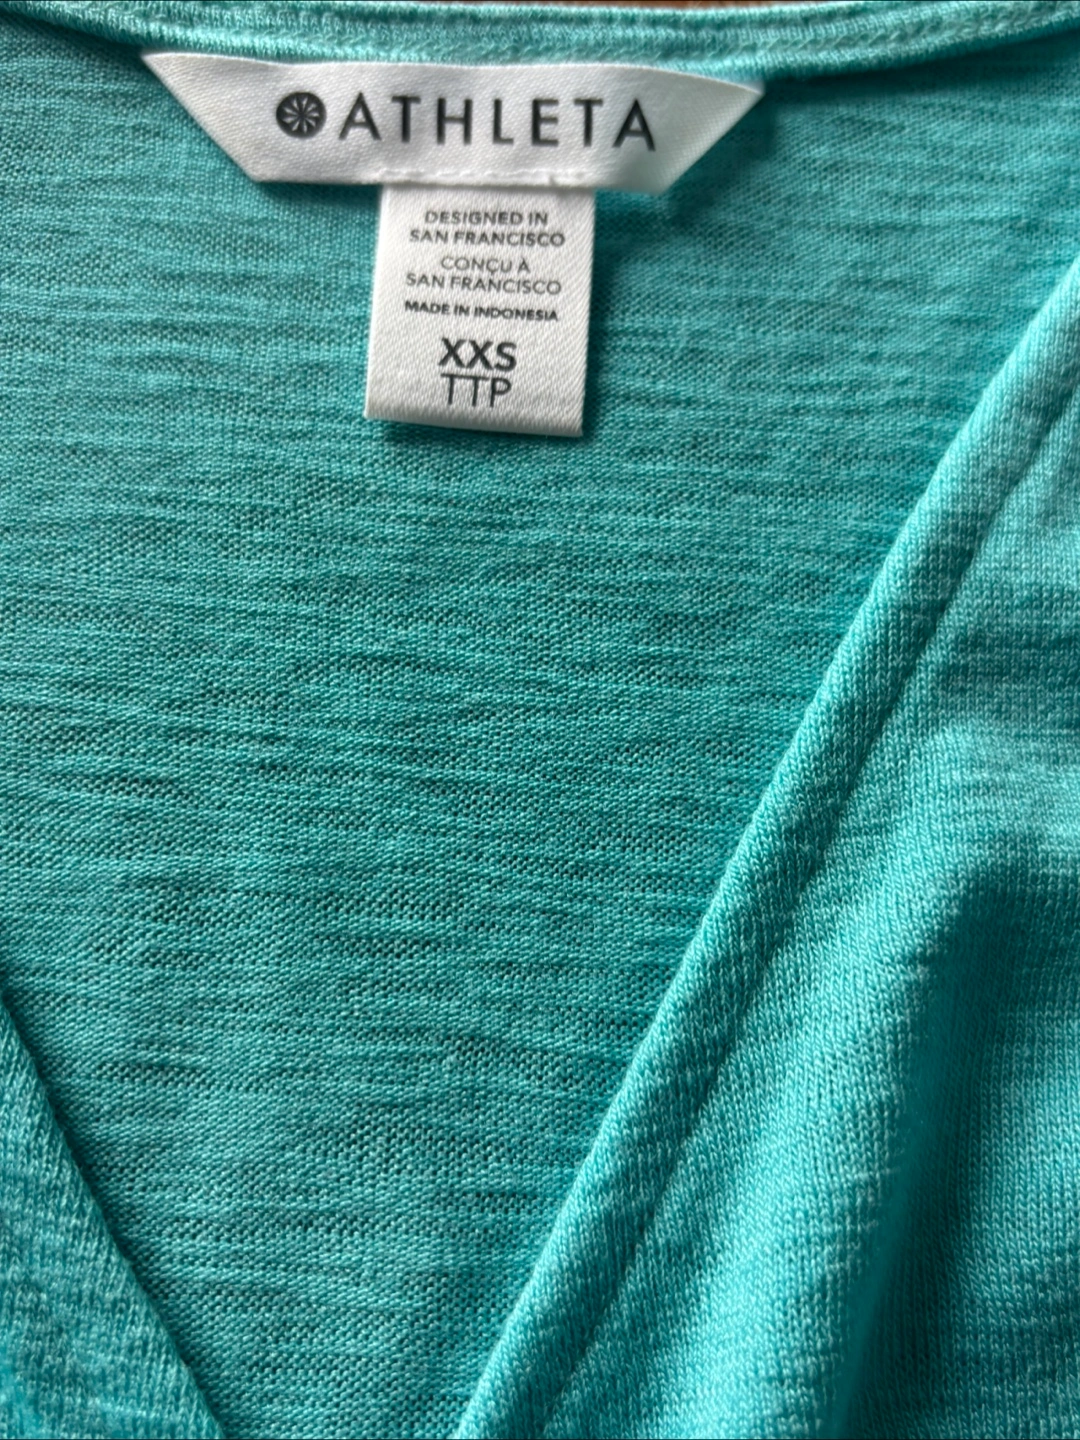 ATHLETA
DESIGNED IN
SAN FRANCISCO
CONÇU À
SAN FRANCISCO
MADE IN INDONESIA
XXS
TTP